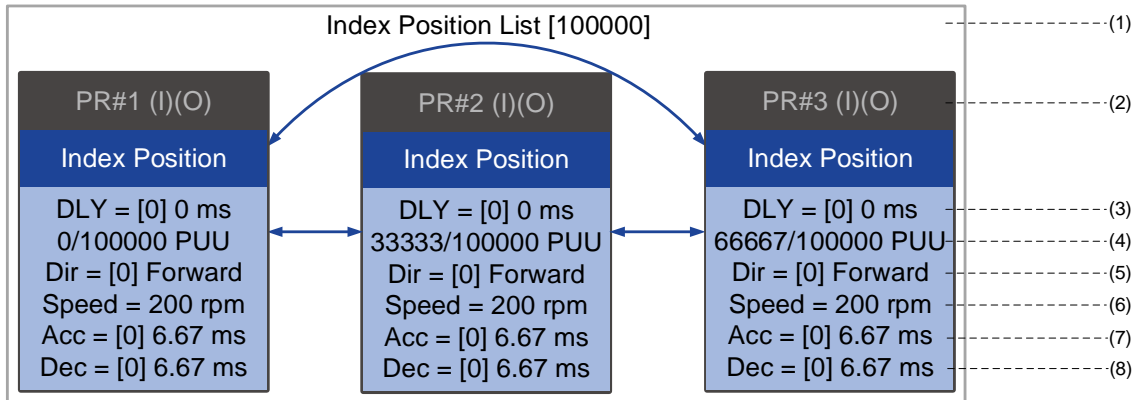 Index Position List [100000]
(1)
PR#1 (I)(O)
PR#2 (I)(O)
PR#3 (I)(O)
(2)
Index Position
Index Position
Index Position
DLY = [0] 0 ms
DLY = [0] 0 ms
DLY = [0] 0 ms
(3)
0/100000 PUU
33333/100000 PUU
66667/100000 PUU
(4)
Dir = [0] Forward
Dir = [0] Forward
Dir = [0] Forward
(5)
Speed = 200 rpm
Speed = 200 rpm
Speed = 200 rpm
(6)
Acc = [0] 6.67 ms
Acc = [0] 6.67 ms
Acc = [0] 6.67 ms
(7)
Dec = [0] 6.67 ms
Dec = [0] 6.67 ms
Dec = [0] 6.67 ms
(8)